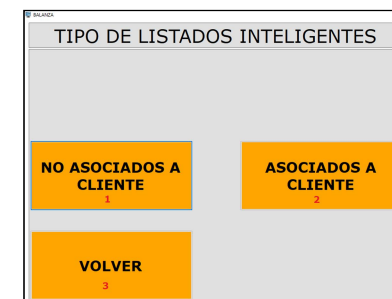 BALANZA
TIPO DE LISTADOS INTELIGENTES
NO ASOCIADOS A
CLIENTE
1
ASOCIADOS A
CLIENTE
2
VOLVER
3